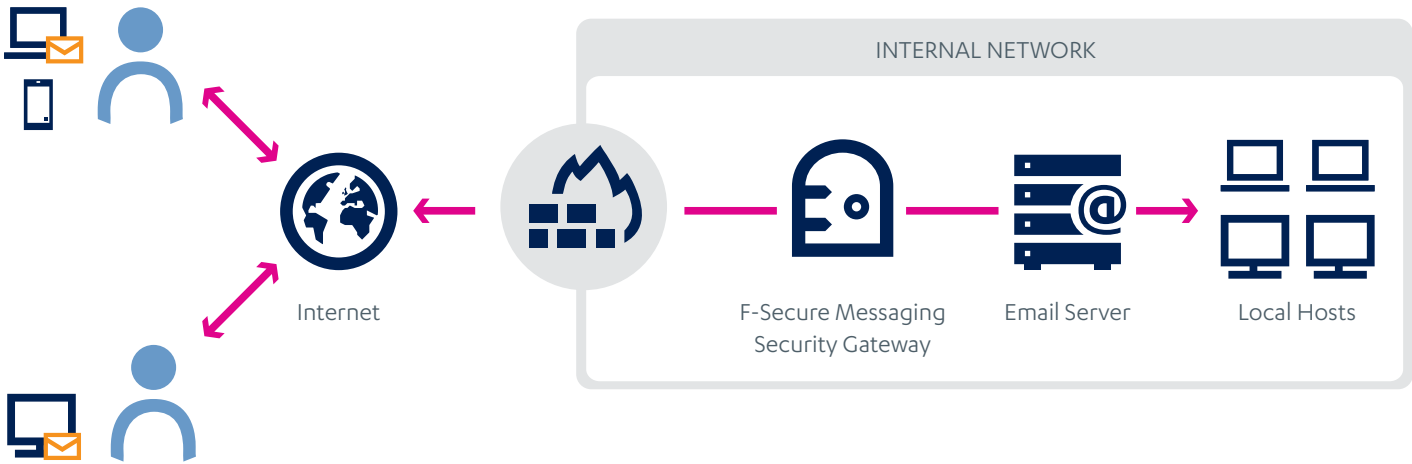 INTERNAL NETWORK
Internet
F-Secure Messaging
Security Gateway
Email Server
Local Hosts
@